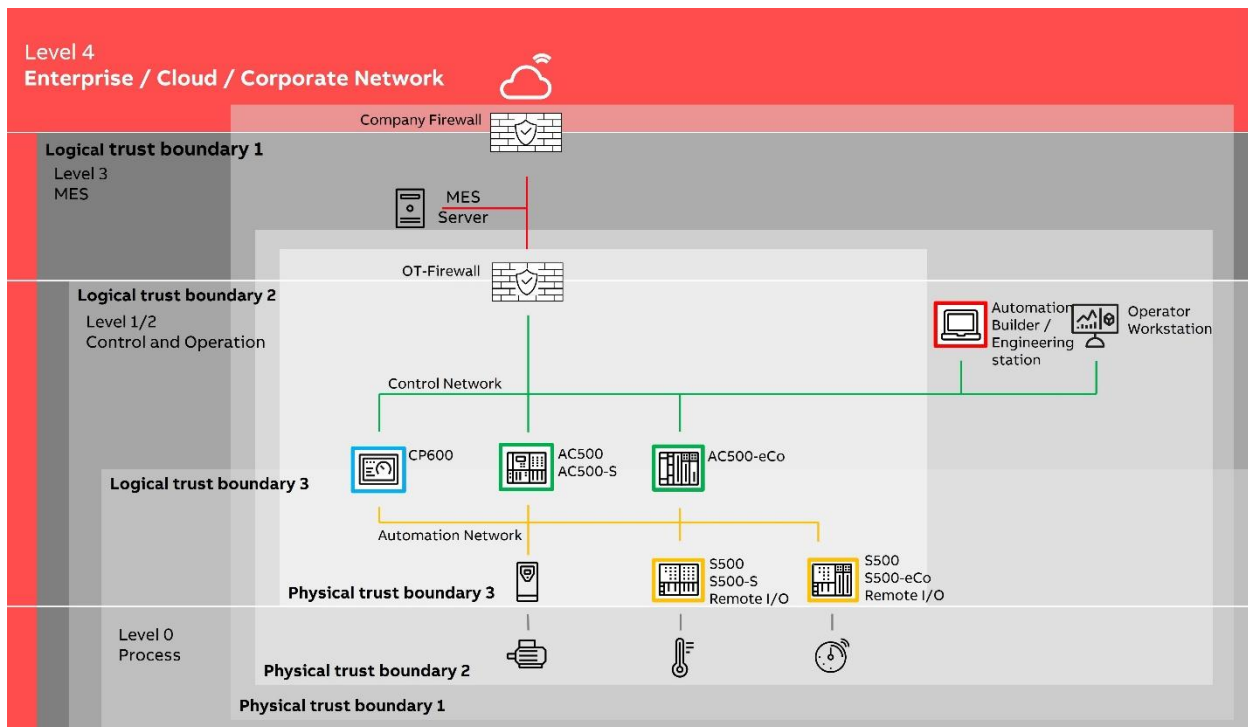 Level 4
Enterprise / Cloud / Corporate Network
Company Firewall
Logical trust boundary 1
Level 3
MES
MES
Server
OT-Firewall
Logical trust boundary 2
Level 1/2
Control and Operation
Automation
Builder /
Engineering
station
Operator
Workstation
Control Network
CP600
AC500
AC500-S
AC500-eCo
Logical trust boundary 3
Automation Network
S500
S500-S
Remote I/O
S500
S500-eCo
Remote I/O
Physical trust boundary 3
Level 0
Process
Physical trust boundary 2
Physical trust boundary 1